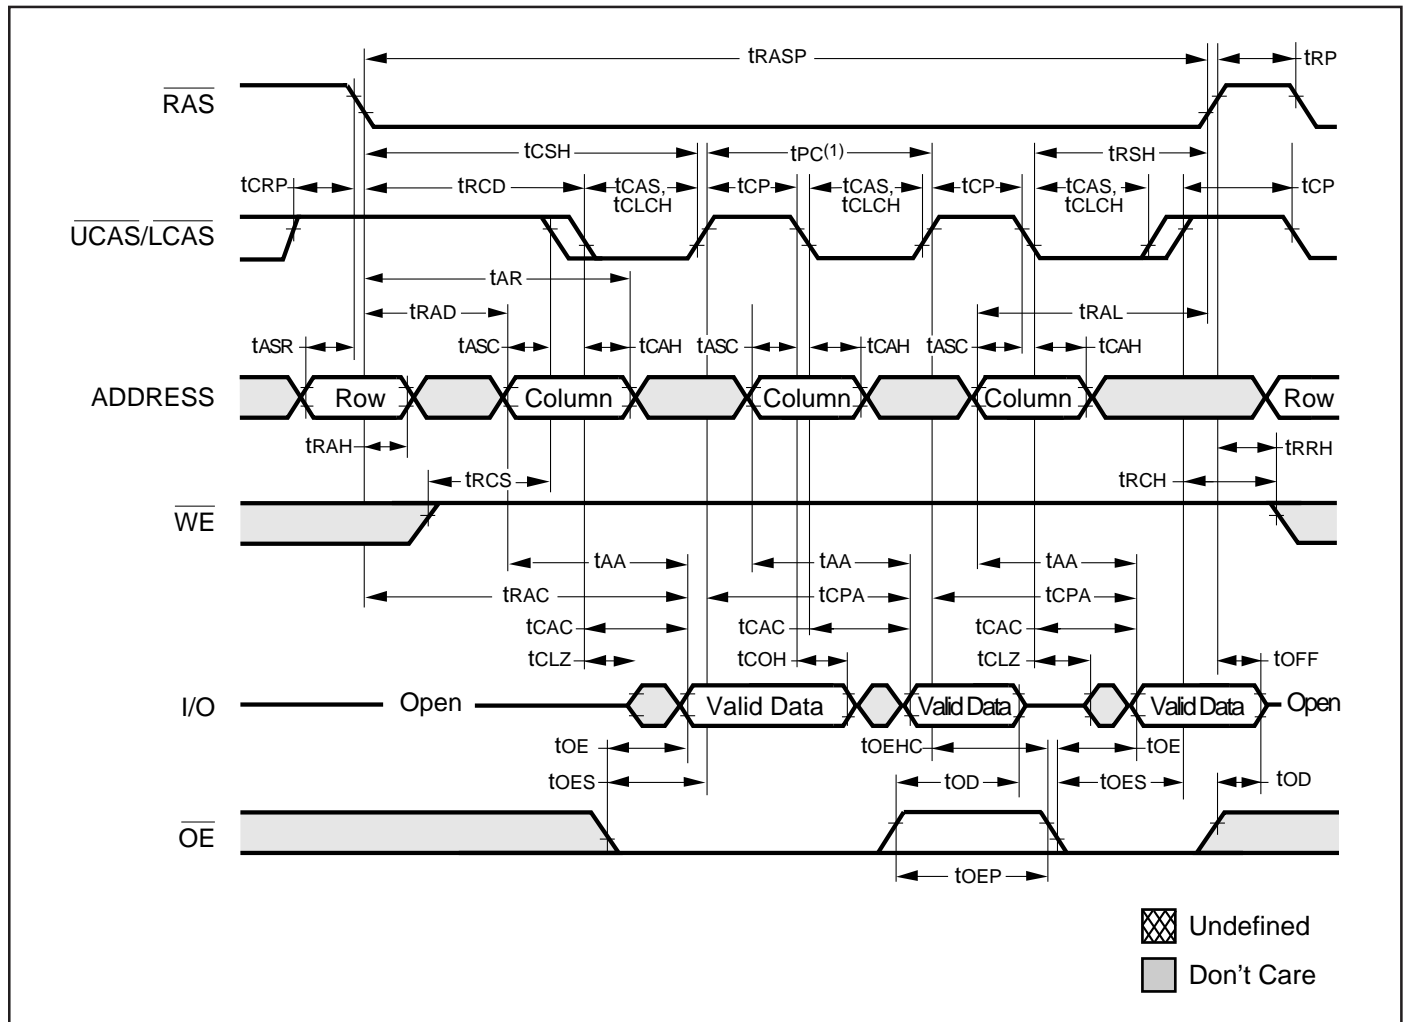 tRASP
tRP
RAS
tCSH
tPC(1)
tRSH
tCRP
tRCD
tCAS,
tCLCH
tCP
tCAS,
tCLCH
tCP
tCAS,
tCLCH
tCP
UCAS/LCAS
tAR
tRAD
tRAL
tASR
tASC
tCAH
tASC
tCAH
tASC
tCAH
ADDRESS
Row
Column
Column
Column
Row
tRAH
tRRH
tRCS
tRCH
WE
tAA
tAA
tAA
tRAC
tCPA
tCPA
tCAC
tCAC
tCAC
tCLZ
tCOH
tCLZ
tOFF
I/O
Open
Valid Data
Valid Data
Valid Data
Open
tOE
tOEHC
tOE
tOES
tOD
tOES
tOD
OE
tOEP
Undefined
Don't Care